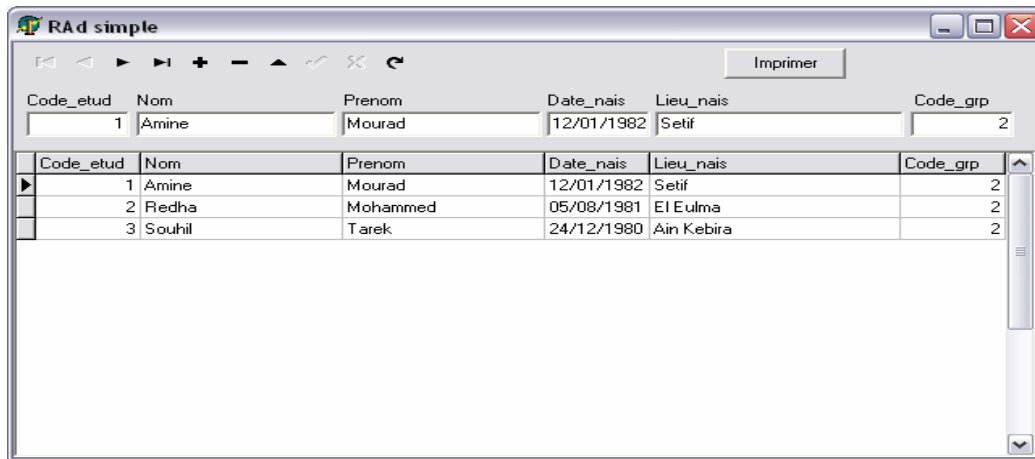 RAd simple
Imprimer
Code_etud Nom Prenom Date_nais Lieu_nais Code_grp
1 Amine Mourad 12/01/1982 Setif 2
Code_etud Nom Prenom Date_nais Lieu_nais Code_grp
1 Amine Mourad 12/01/1982 Setif 2
2 Redha Mohammed 05/08/1981 El Eulma 2
3 Souhil Tarek 24/12/1980 Ain Kebira 2